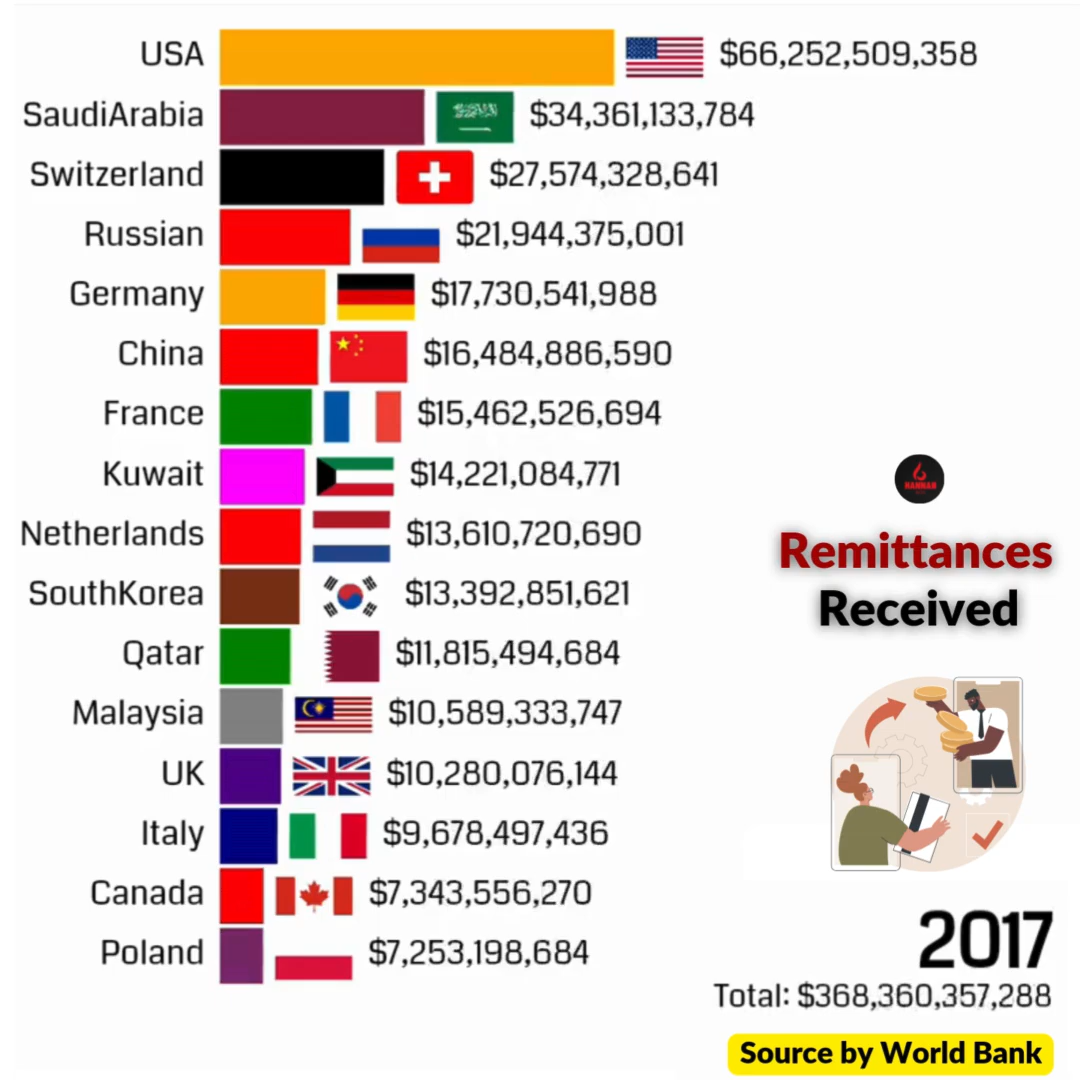 USA $66,252,509,358
SaudiArabia $34,361,133,784
Switzerland $27,574,328,641
Russian $21,944,375,001
Germany $17,730,541,988
China $16,484,886,590
France $15,462,526,694
Kuwait $14,221,084,771
Netherlands $13,610,720,690
SouthKorea $13,392,851,621
Qatar $11,815,494,684
Malaysia $10,589,333,747
UK $10,280,076,144
Italy $9,678,497,436
Canada $7,343,556,270
Poland $7,253,198,684
HANNAN
Remittances
Received
2017
Total: $368,360,357,288
Source by World Bank